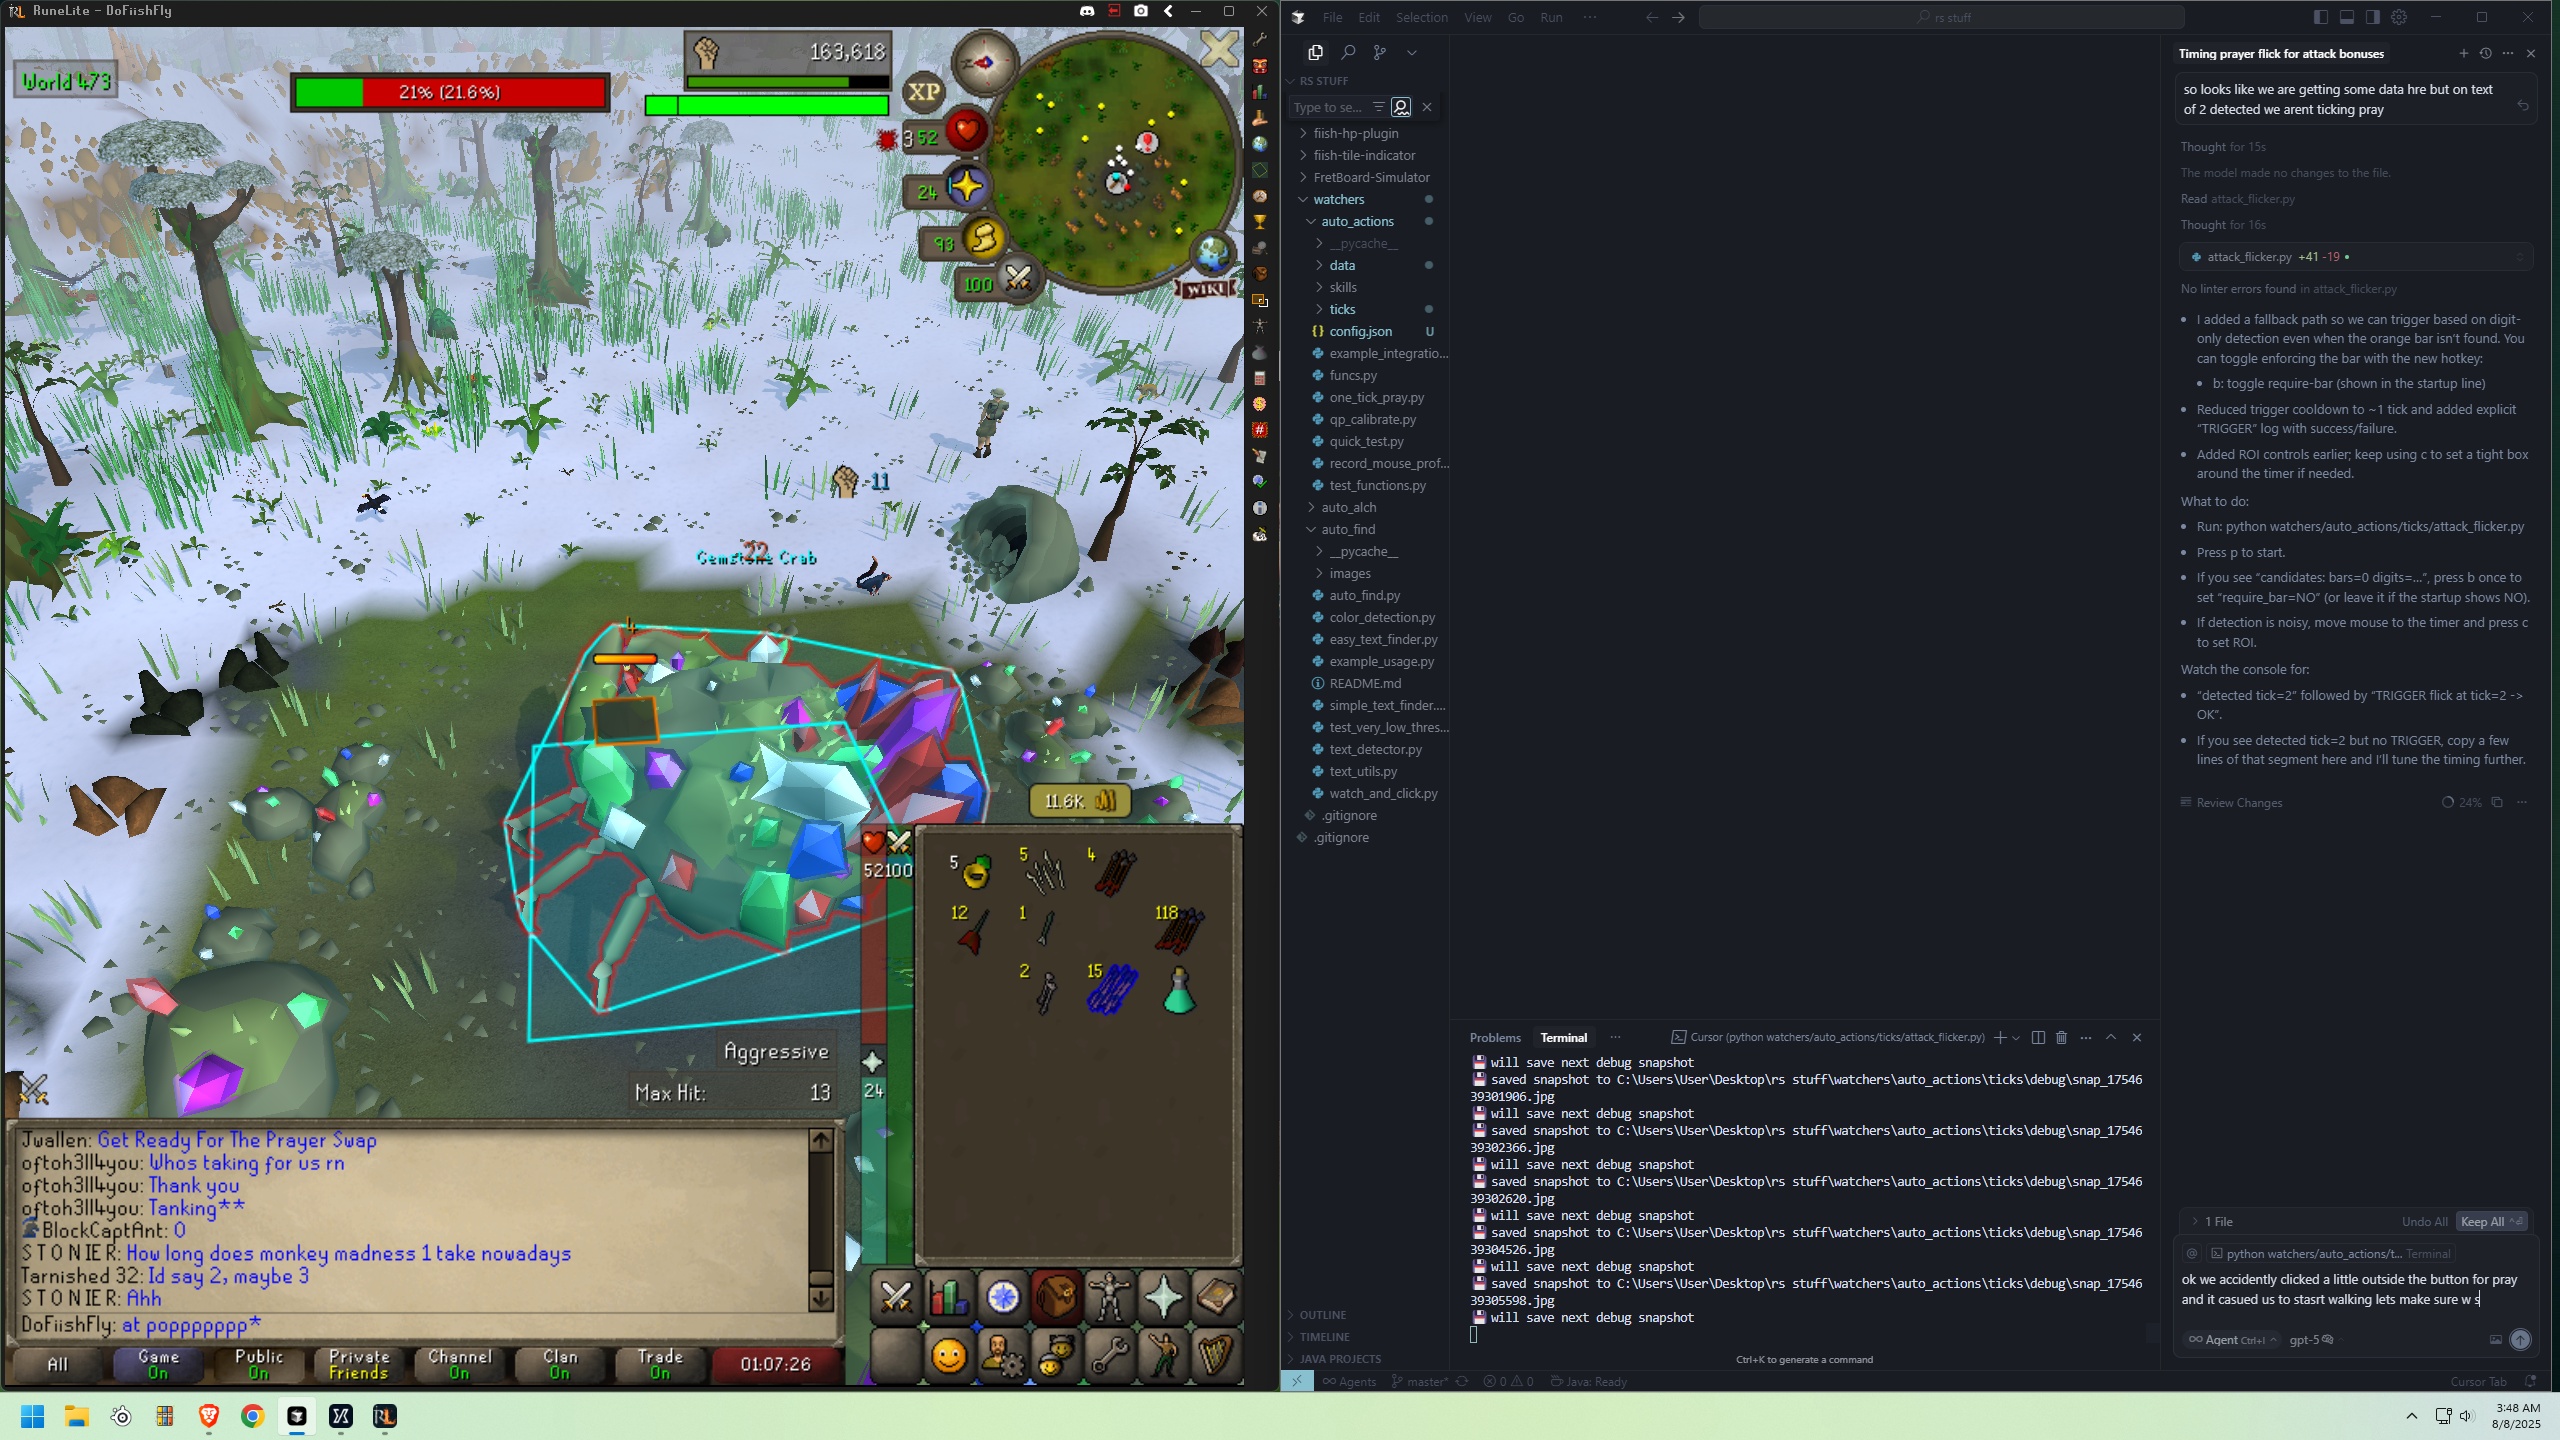 RuneLite - DoFiishFly
World 473
21% (21.6%)
163,618
XP
3 52
24
93
100
WIKI
-11
22
Gemstone Crab
4
11.6K
52100
5
5
4
12
1
118
2
15
Aggressive
Max Hit: 13
24
Jwallen: Get Ready For The Prayer Swap
oftoh3ll4you: Whos taking for us rn
oftoh3ll4you: Thank you
oftoh3ll4you: Tanking**
BlockCaptAnt: O
S T O N I E R: How long does monkey madness 1 take nowadays
Tarnished 32: Id say 2, maybe 3
S T O N I E R: Ahh
DoFiishFly: at poppppppp*
All
Game
On
Public
On
Private
Friends
Channel
On
Clan
On
Trade
On
01:07:26
File Edit Selection View Go Run ···
rs stuff
RS STUFF
Type to se...
fiish-hp-plugin
fiish-tile-indicator
FretBoard-Simulator
watchers
auto_actions
__pycache__
data
skills
ticks
{} config.json U
example_integratio...
funcs.py
one_tick_pray.py
qp_calibrate.py
quick_test.py
record_mouse_prof...
test_functions.py
auto_alch
auto_find
__pycache__
images
auto_find.py
color_detection.py
easy_text_finder.py
example_usage.py
README.md
simple_text_finder....
test_very_low_thres...
text_detector.py
text_utils.py
watch_and_click.py
.gitignore
.gitignore
OUTLINE
TIMELINE
JAVA PROJECTS
Problems Terminal ···
Cursor (python watchers/auto_actions/ticks/attack_flicker.py)
will save next debug snapshot
saved snapshot to C:\Users\User\Desktop\rs stuff\watchers\auto_actions\ticks\debug\snap_17546
39301906.jpg
will save next debug snapshot
saved snapshot to C:\Users\User\Desktop\rs stuff\watchers\auto_actions\ticks\debug\snap_17546
39302366.jpg
will save next debug snapshot
saved snapshot to C:\Users\User\Desktop\rs stuff\watchers\auto_actions\ticks\debug\snap_17546
39302620.jpg
will save next debug snapshot
saved snapshot to C:\Users\User\Desktop\rs stuff\watchers\auto_actions\ticks\debug\snap_17546
39304526.jpg
will save next debug snapshot
saved snapshot to C:\Users\User\Desktop\rs stuff\watchers\auto_actions\ticks\debug\snap_17546
39305598.jpg
will save next debug snapshot
Ctrl+K to generate a command
Timing prayer flick for attack bonuses
so looks like we are getting some data hre but on text
of 2 detected we arent ticking pray
Thought for 15s
The model made no changes to the file.
Read attack_flicker.py
Thought for 16s
attack_flicker.py +41 -19 •
No linter errors found in attack_flicker.py
• I added a fallback path so we can trigger based on digit-
only detection even when the orange bar isn't found. You
can toggle enforcing the bar with the new hotkey:
• b: toggle require-bar (shown in the startup line)
• Reduced trigger cooldown to ~1 tick and added explicit
"TRIGGER" log with success/failure.
• Added ROI controls earlier; keep using c to set a tight box
around the timer if needed.
What to do:
• Run: python watchers/auto_actions/ticks/attack_flicker.py
• Press p to start.
• If you see "candidates: bars=0 digits=...", press b once to
set "require_bar=NO" (or leave it if the startup shows NO).
• If detection is noisy, move mouse to the timer and press c
to set ROI.
Watch the console for:
• "detected tick=2" followed by "TRIGGER flick at tick=2 ->
OK".
• If you see detected tick=2 but no TRIGGER, copy a few
lines of that segment here and I'll tune the timing further.
Review Changes 24%
1 File Undo All Keep All
@ python watchers/auto_actions/t... Terminal
ok we accidently clicked a little outside the button for pray
and it casued us to stasrt walking lets make sure w s
Agent Ctrl+I gpt-5
Agents master* 0 0 Java: Ready
Cursor Tab
3:48 AM
8/8/2025